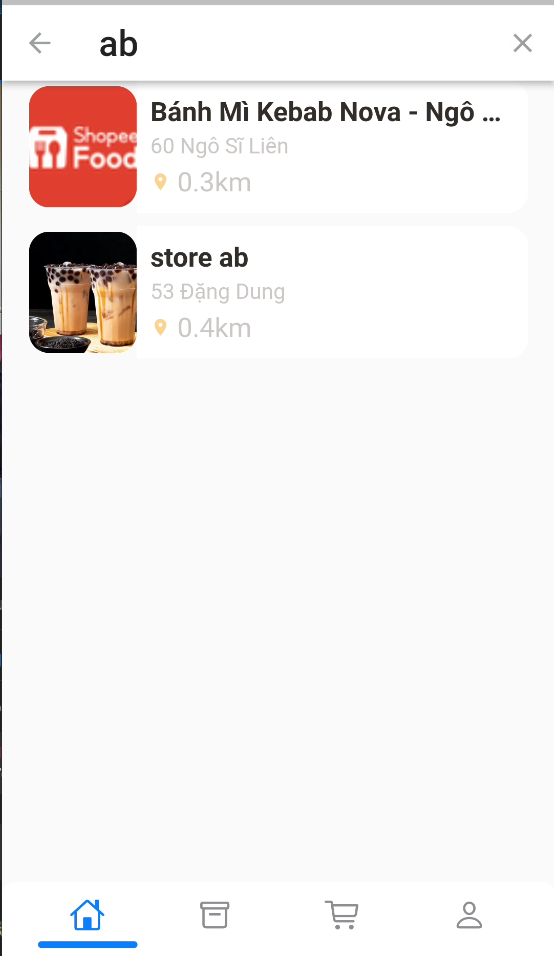 ab
Shopee
Food
Bánh Mì Kebab Nova - Ngô ...
60 Ngô Sĩ Liên
0.3km
store ab
53 Đặng Dung
0.4km